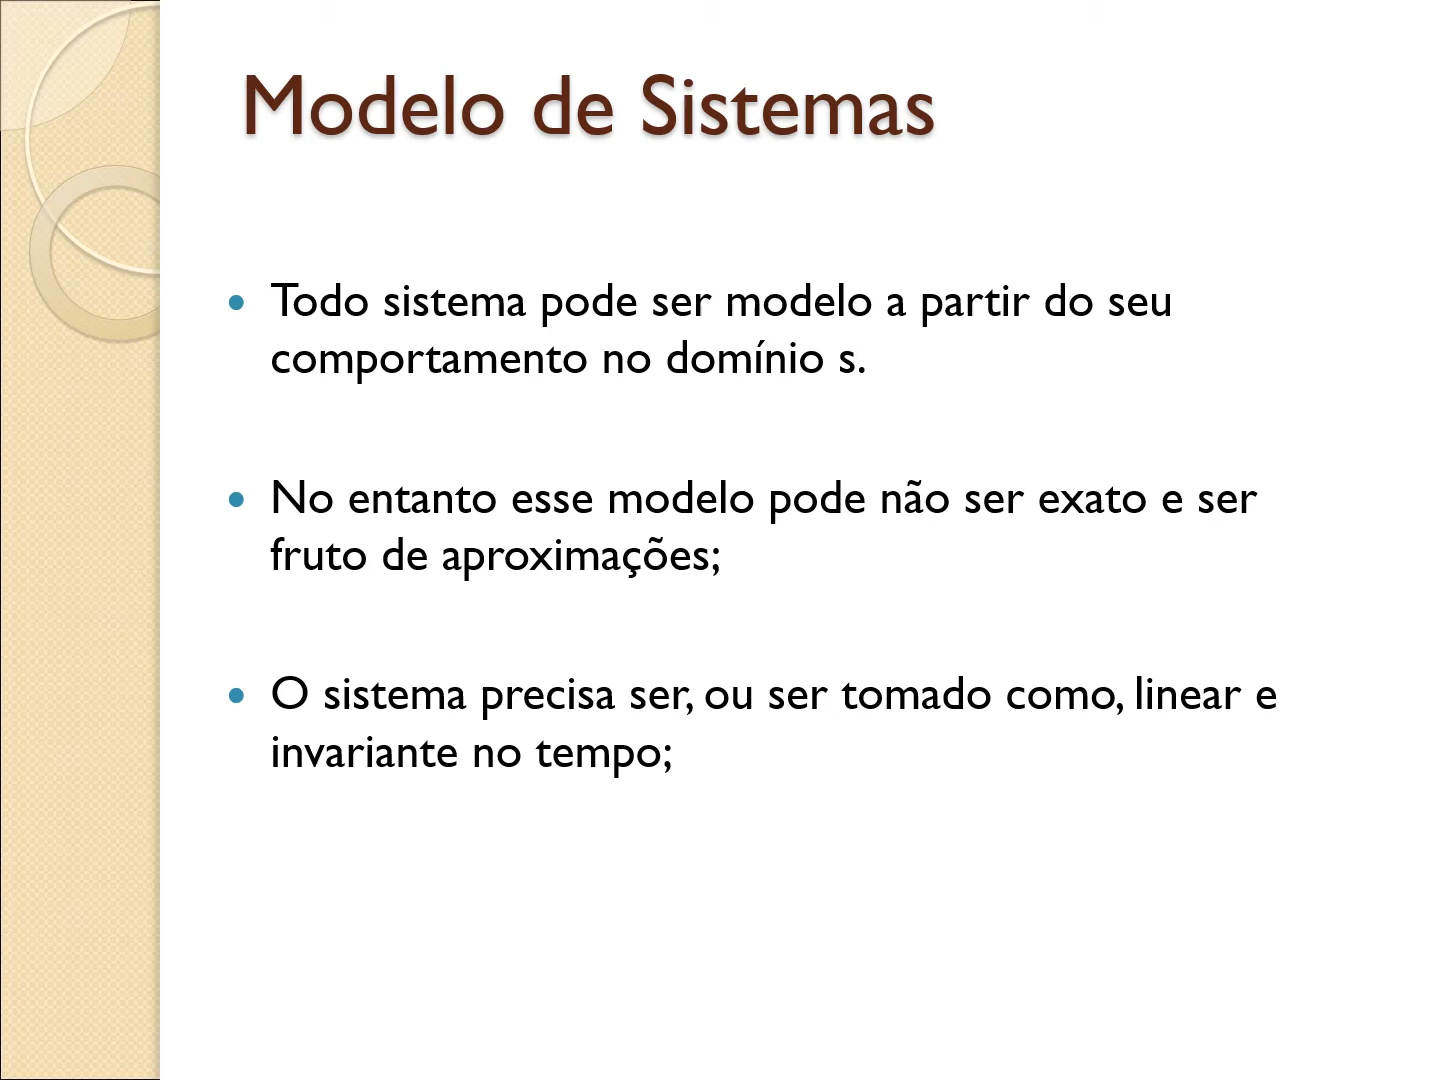 Modelo de Sistemas
• Todo sistema pode ser modelo a partir do seu
comportamento no domínio s.
• No entanto esse modelo pode não ser exato e ser
fruto de aproximações;
• O sistema precisa ser, ou ser tomado como, linear e
invariante no tempo;